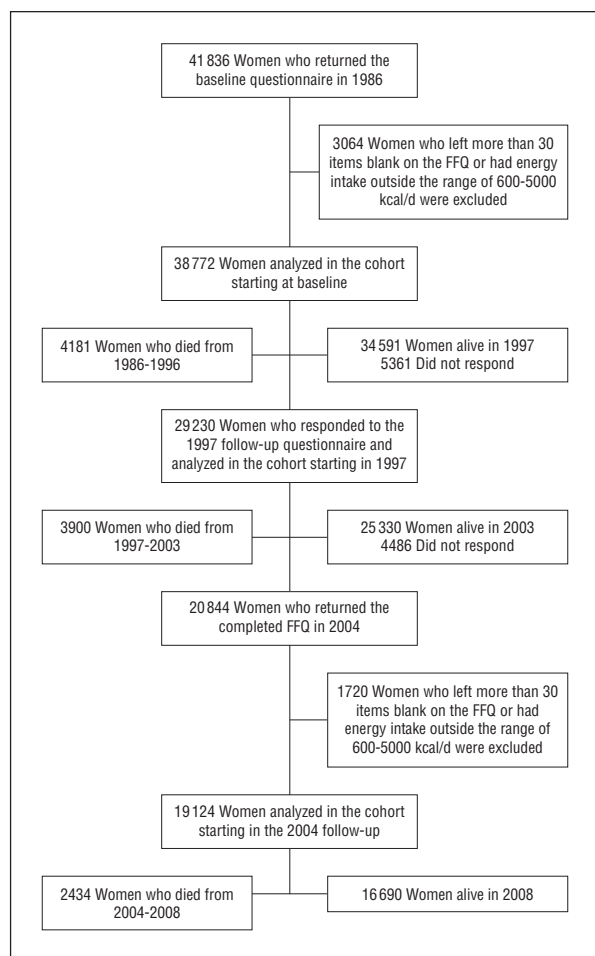 41 836 Women who returned the
baseline questionnaire in 1986
3064 Women who left more than 30
items blank on the FFQ or had energy
intake outside the range of 600-5000
kcal/d were excluded
38 772 Women analyzed in the cohort
starting at baseline
4181 Women who died from
1986-1996
34 591 Women alive in 1997
5361 Did not respond
29 230 Women who responded to the
1997 follow-up questionnaire and
analyzed in the cohort starting in 1997
3900 Women who died from
1997-2003
25 330 Women alive in 2003
4486 Did not respond
20 844 Women who returned the
completed FFQ in 2004
1720 Women who left more than 30
items blank on the FFQ or had
energy intake outside the range of
600-5000 kcal/d were excluded
19 124 Women analyzed in the cohort
starting in the 2004 follow-up
2434 Women who died from
2004-2008
16 690 Women alive in 2008